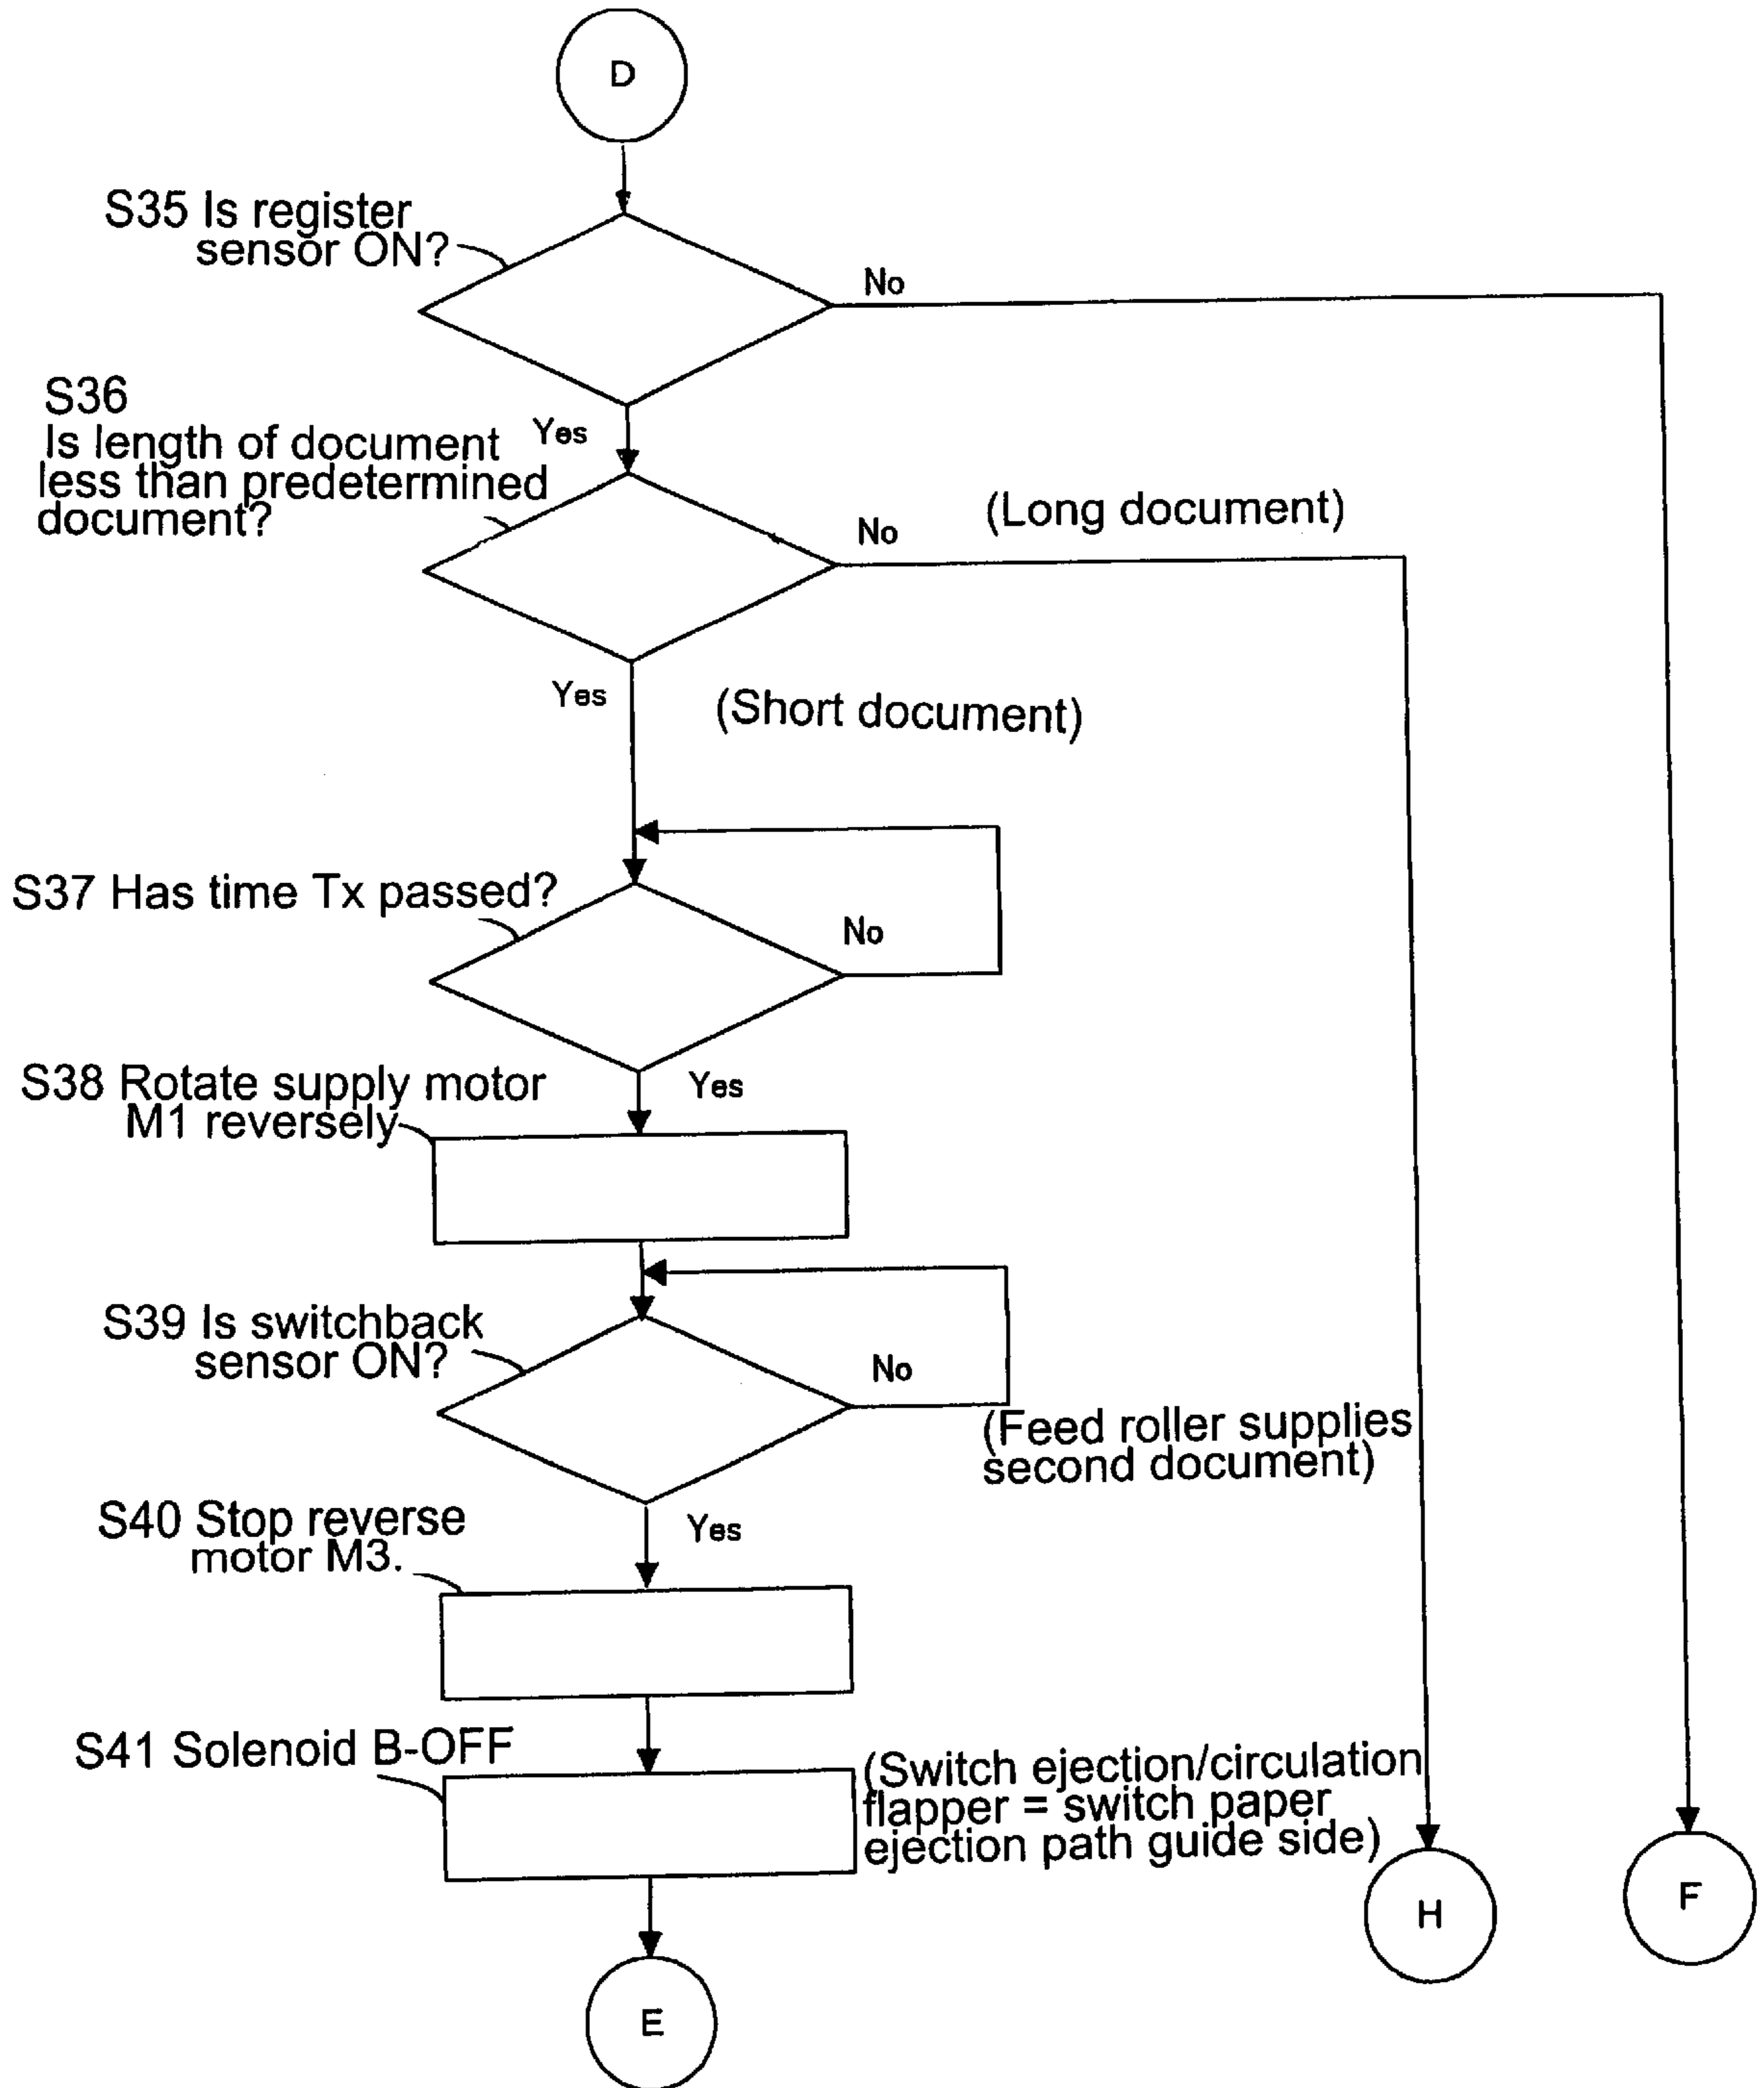 D
S35 Is register
sensor ON?
No
S36
Is length of document
less than predetermined
document?
Yes
No
(Long document)
Yes
(Short document)
S37 Has time Tx passed?
No
S38 Rotate supply motor
M1 reversely
Yes
S39 Is switchback
sensor ON?
No
(Feed roller supplies
second document)
S40 Stop reverse
motor M3.
Yes
S41 Solenoid B-OFF
(Switch ejection/circulation
flapper = switch paper
ejection path guide side)
H
F
E